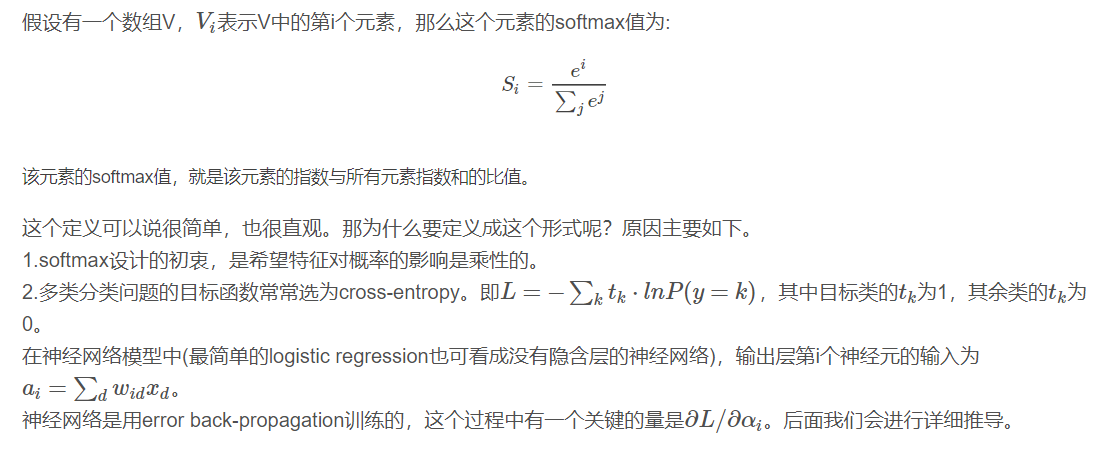 假设有一个数组V，$V_i$表示V中的第i个元素，那么这个元素的softmax值为:
$S_i = \frac{e^i}{\sum_j e^j}$
该元素的softmax值，就是该元素的指数与所有元素指数和的比值。
这个定义可以说很简单，也很直观。那为什么要定义成这个形式呢？原因主要如下。
1.softmax设计的初衷，是希望特征对概率的影响是乘性的。
2.多类分类问题的目标函数常常选为cross-entropy。即$L = -\sum_k t_k \cdot lnP(y = k)$，其中目标类的$t_k$为1，其余类的$t_k$为
0。
在神经网络模型中(最简单的logistic regression也可看成没有隐含层的神经网络)，输出层第i个神经元的输入为
$a_i = \sum_d w_{id} x_d$。
神经网络是用error back-propagation训练的，这个过程中有一个关键的量是$\partial L / \partial \alpha_i$。后面我们会进行详细推导。